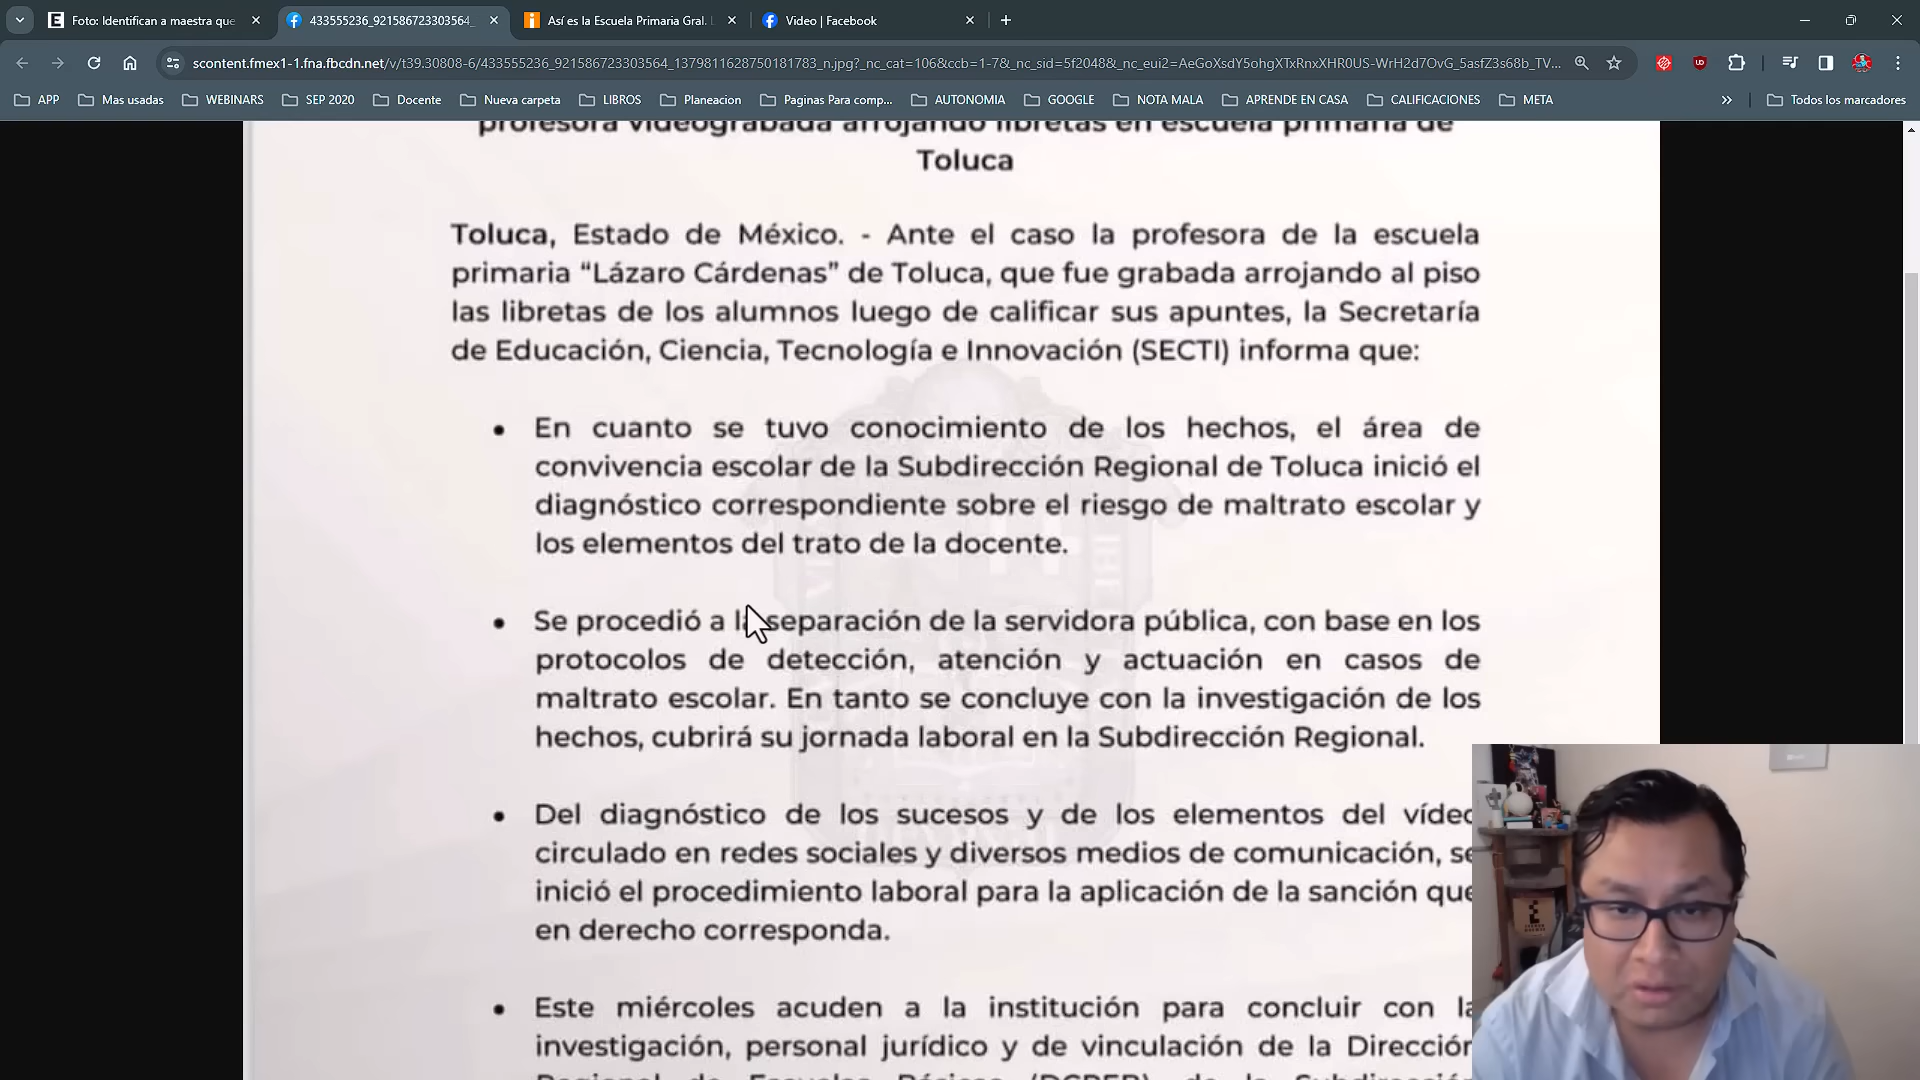 Foto: Identifican a maestra que
433555236_921586723303564_
Así es la Escuela Primaria Gral.
Video | Facebook
scontent.fmex1-1.fna.fbcdn.net/v/t39.30808-6/433555236_921586723303564_1379811628750181783_n.jpg?_nc_cat=106&ccb=1-7&_nc_sid=5f2048&_nc_eui2=AeGoXsdY5ohgXTxRnxXHR0US-WrH2d7OvG_5asfZ3s68b_TV...
APP
Mas usadas
WEBINARS
SEP 2020
Docente
Nueva carpeta
LIBROS
Planeacion
Paginas Para comp...
AUTONOMIA
GOOGLE
NOTA MALA
APRENDE EN CASA
CALIFICACIONES
META
Todos los marcadores
profesora videograbada arrojando libretas en escuela primaria de
Toluca
Toluca, Estado de México. - Ante el caso la profesora de la escuela
primaria “Lázaro Cárdenas” de Toluca, que fue grabada arrojando al piso
las libretas de los alumnos luego de calificar sus apuntes, la Secretaría
de Educación, Ciencia, Tecnología e Innovación (SECTI) informa que:
• En cuanto se tuvo conocimiento de los hechos, el área de
convivencia escolar de la Subdirección Regional de Toluca inició el
diagnóstico correspondiente sobre el riesgo de maltrato escolar y
los elementos del trato de la docente.
• Se procedió a la separación de la servidora pública, con base en los
protocolos de detección, atención y actuación en casos de
maltrato escolar. En tanto se concluye con la investigación de los
hechos, cubrirá su jornada laboral en la Subdirección Regional.
• Del diagnóstico de los sucesos y de los elementos del vídeo
circulado en redes sociales y diversos medios de comunicación, se
inició el procedimiento laboral para la aplicación de la sanción que
en derecho corresponda.
• Este miércoles acuden a la institución para concluir con la
investigación, personal jurídico y de vinculación de la Dirección